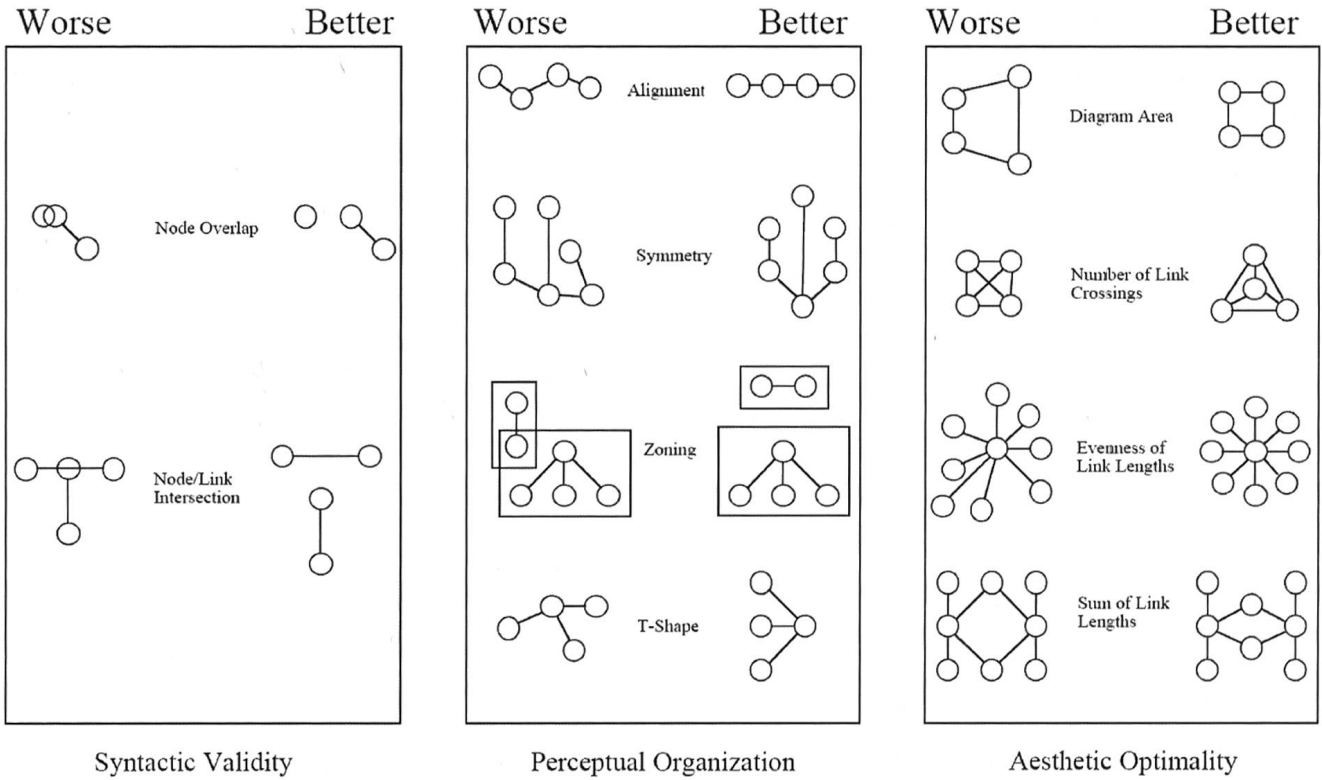 Worse Better
Node Overlap
Node/Link
Intersection
Syntactic Validity
Worse Better
Alignment
Symmetry
Zoning
T-Shape
Perceptual Organization
Worse Better
Diagram Area
Number of Link
Crossings
Evenness of
Link Lengths
Sum of Link
Lengths
Aesthetic Optimality